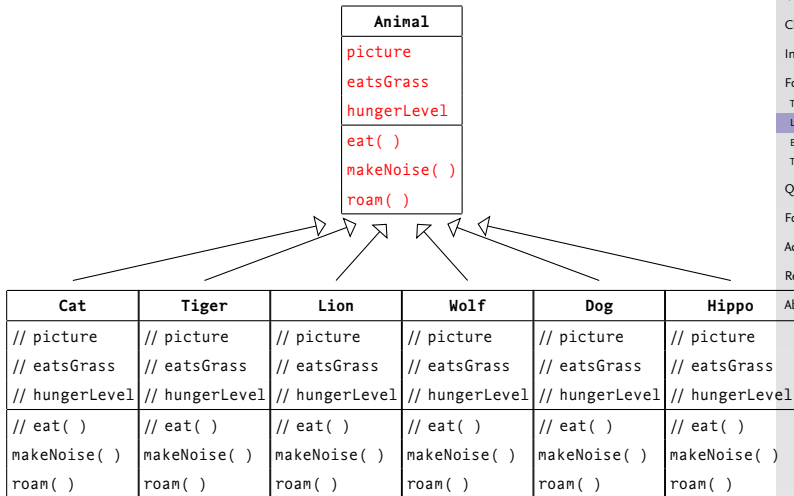 Animal
picture
eatsGrass
hungerLevel
eat( )
makeNoise( )
roam( )
Cat
// picture
// eatsGrass
// hungerLevel
// eat( )
makeNoise( )
roam( )
Tiger
// picture
// eatsGrass
// hungerLevel
// eat( )
makeNoise( )
roam( )
Lion
// picture
// eatsGrass
// hungerLevel
// eat( )
makeNoise( )
roam( )
Wolf
// picture
// eatsGrass
// hungerLevel
// eat( )
makeNoise( )
roam( )
Dog
// picture
// eatsGrass
// hungerLevel
// eat( )
makeNoise( )
roam( )
Hippo
// picture
// eatsGrass
// hungerLevel
// eat( )
makeNoise( )
roam( )